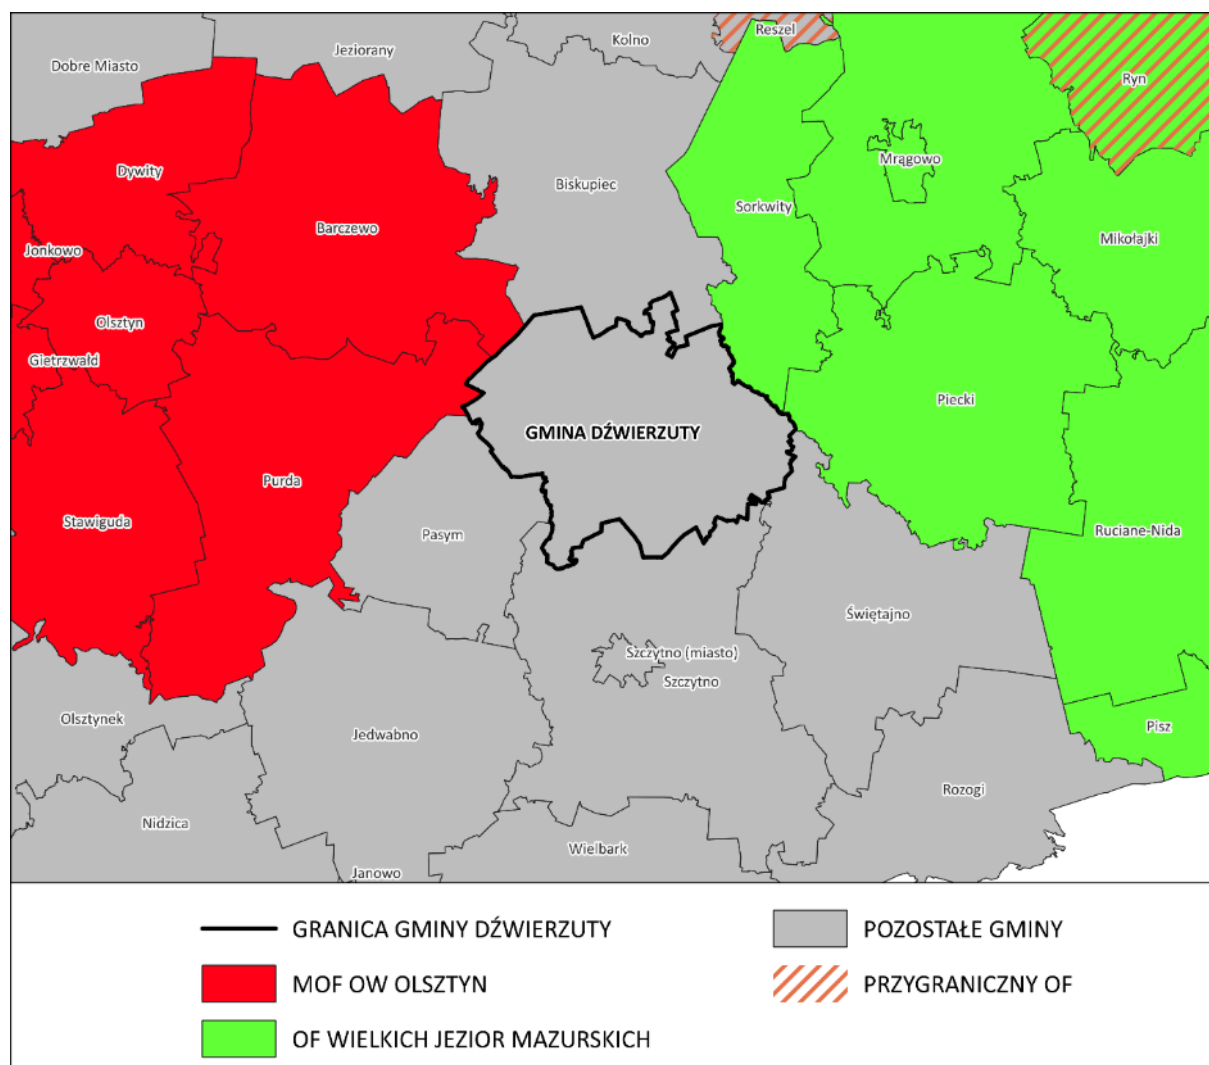 Kolno
Reszel
Jeziorany
Dobre Miasto
Ryn
Mrągowo
Dywity
Biskupiec
Sorkwity
Barczewo
Mikołajki
Jonkowo
Olsztyn
Gietrzwałd
Piecki
GMINA DŹWIERZUTY
Purda
Stawiguda
Pasym
Ruciane-Nida
Świętajno
Szczytno (miasto)
Szczytno
Olsztynek
Pisz
Jedwabno
Rozogi
Nidzica
Wielbark
Janowo
GRANICA GMINY DŹWIERZUTY
POZOSTAŁE GMINY
MOF OW OLSZTYN
PRZYGRANICZNY OF
OF WIELKICH JEZIOR MAZURSKICH